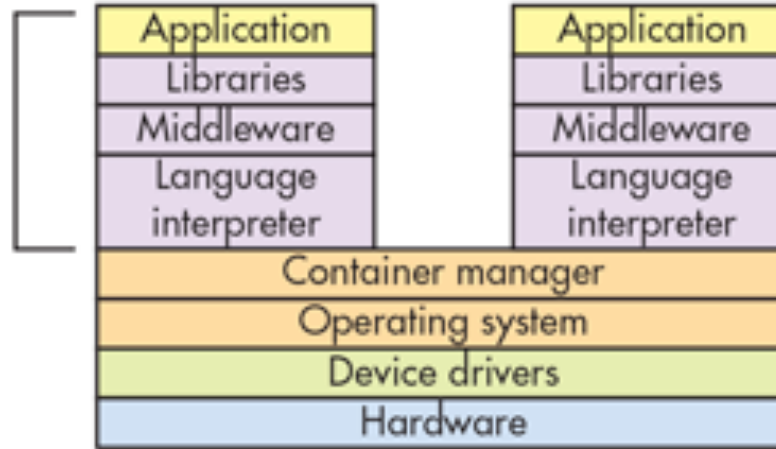 Application
Libraries
Middleware
Language
interpreter
Application
Libraries
Middleware
Language
interpreter
Container manager
Operating system
Device drivers
Hardware